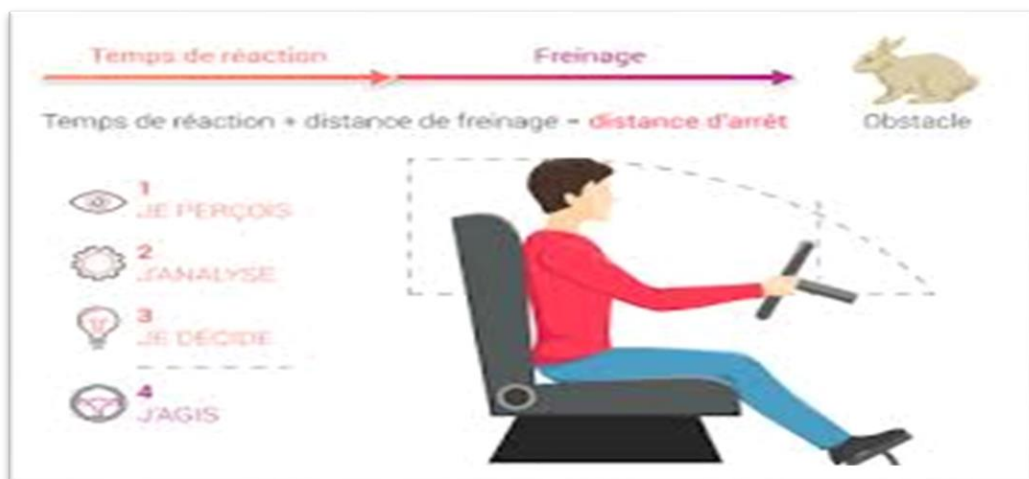 Temps de réaction
Freinage
Temps de réaction + distance de freinage = distance d'arrêt
Obstacle
1
JE PERÇOIS
2
J'ANALYSE
3
JE DÉCIDE
4
J'AGIS